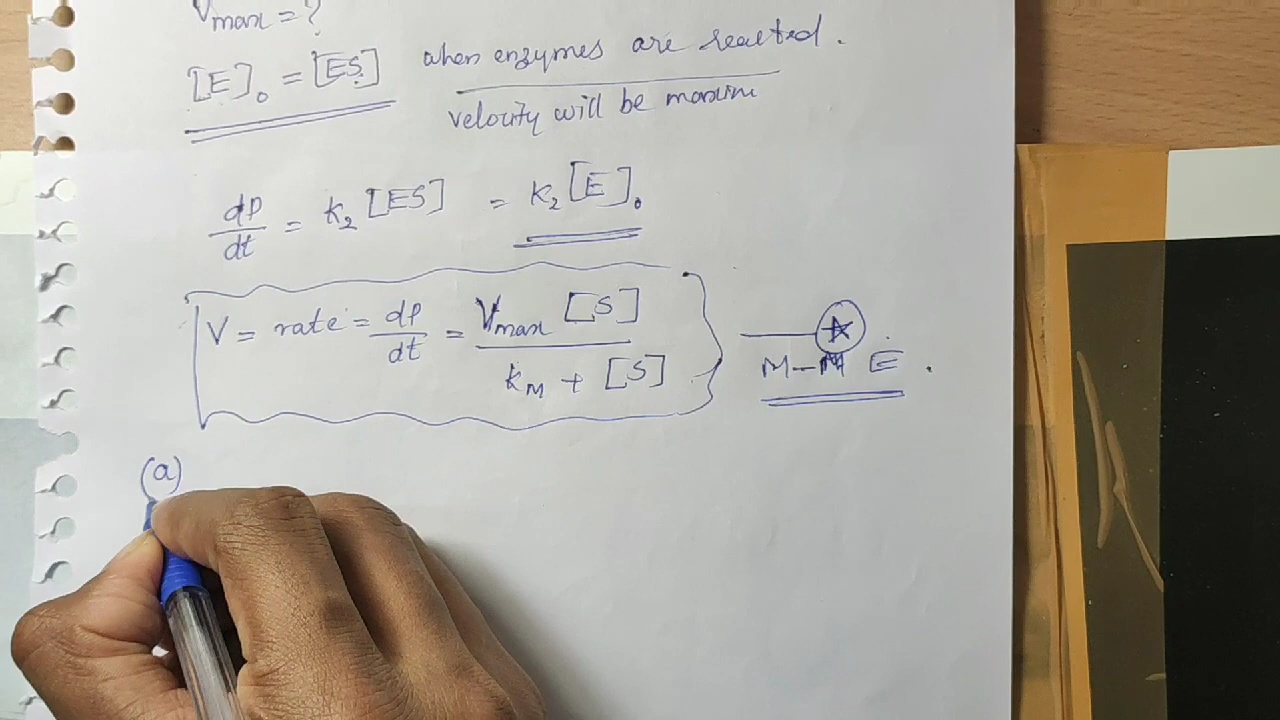 Vmax = ?
[E]₀ = [ES] when enzymes are reacted.
velocity will be maxim
dP/dt = k₂ [ES] = k₂ [E]₀
V = rate = dP/dt = Vmax [S] / kM + [S]
M–M E.
(a)